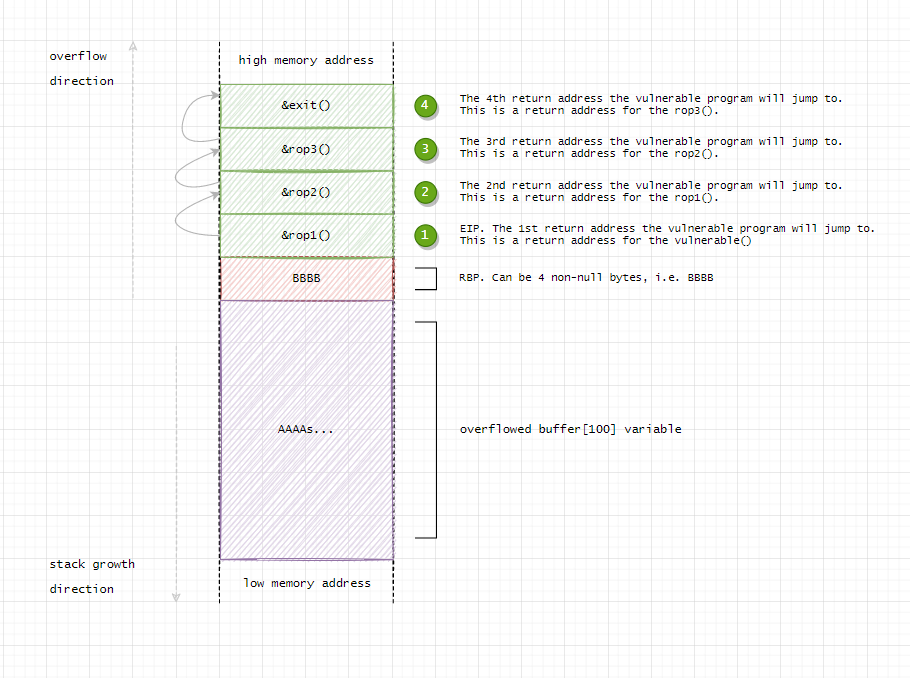 overflow
direction
high memory address
&exit()
4
The 4th return address the vulnerable program will jump to.
This is a return address for the rop3().
&rop3()
3
The 3rd return address the vulnerable program will jump to.
This is a return address for the rop2().
&rop2()
2
The 2nd return address the vulnerable program will jump to.
This is a return address for the rop1().
&rop1()
1
EIP. The 1st return address the vulnerable program will jump to.
This is a return address for the vulnerable()
BBBB
RBP. Can be 4 non-null bytes, i.e. BBBB
AAAAs...
overflowed buffer[100] variable
stack growth
direction
low memory address